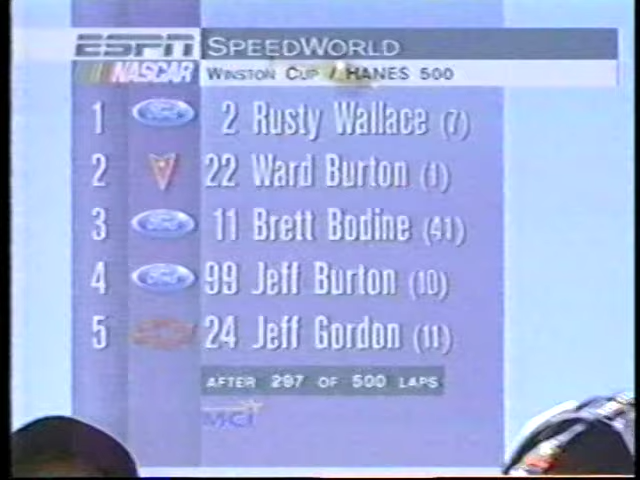 ESPN SPEEDWORLD
NASCAR WINSTON CUP / HANES 500
1 Ford 2 Rusty Wallace (7)
2 22 Ward Burton (1)
3 Ford 11 Brett Bodine (41)
4 Ford 99 Jeff Burton (10)
5 24 Jeff Gordon (11)
AFTER 297 OF 500 LAPS
MCI